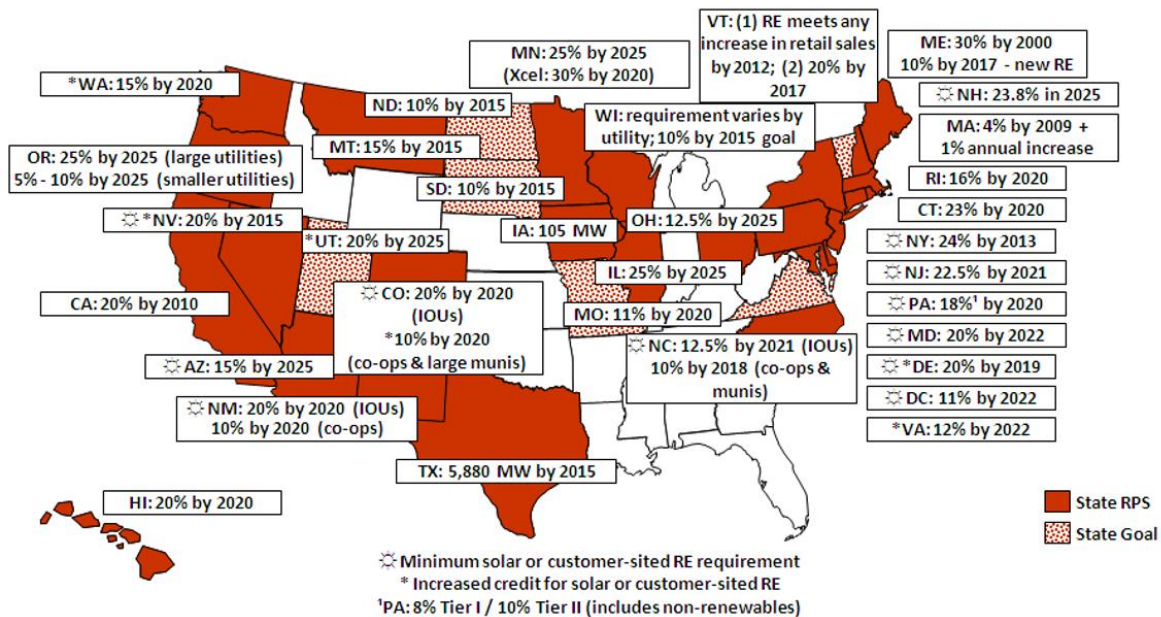 VT: (1) RE meets any
increase in retail sales
by 2012; (2) 20% by
2017
MN: 25% by 2025
(Xcel: 30% by 2020)
ME: 30% by 2000
10% by 2017 - new RE
*WA: 15% by 2020
☼ NH: 23.8% in 2025
ND: 10% by 2015
WI: requirement varies by
utility; 10% by 2015 goal
MA: 4% by 2009 +
1% annual increase
MT: 15% by 2015
OR: 25% by 2025 (large utilities)
5% - 10% by 2025 (smaller utilities)
SD: 10% by 2015
RI: 16% by 2020
☼ *NV: 20% by 2015
IA: 105 MW
OH: 12.5% by 2025
CT: 23% by 2020
*UT: 20% by 2025
☼ NY: 24% by 2013
IL: 25% by 2025
☼ NJ: 22.5% by 2021
CA: 20% by 2010
☼ CO: 20% by 2020
(IOUs)
*10% by 2020
(co-ops & large munis)
MO: 11% by 2020
☼ PA: 18%¹ by 2020
☼ NC: 12.5% by 2021 (IOUs)
10% by 2018 (co-ops &
munis)
☼ MD: 20% by 2022
☼ AZ: 15% by 2025
☼ *DE: 20% by 2019
☼ NM: 20% by 2020 (IOUs)
10% by 2020 (co-ops)
☼ DC: 11% by 2022
*VA: 12% by 2022
TX: 5,880 MW by 2015
HI: 20% by 2020
State RPS
State Goal
☼ Minimum solar or customer-sited RE requirement
* Increased credit for solar or customer-sited RE
¹PA: 8% Tier I / 10% Tier II (includes non-renewables)